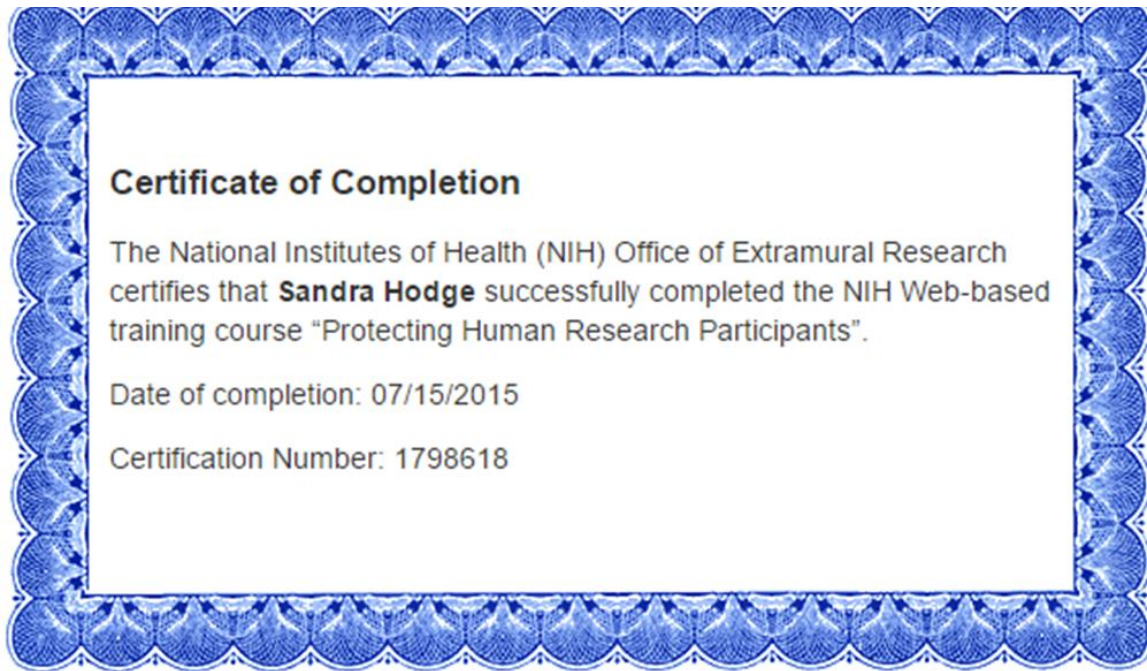 Certificate of Completion
The National Institutes of Health (NIH) Office of Extramural Research
certifies that Sandra Hodge successfully completed the NIH Web-based
training course “Protecting Human Research Participants”.
Date of completion: 07/15/2015
Certification Number: 1798618